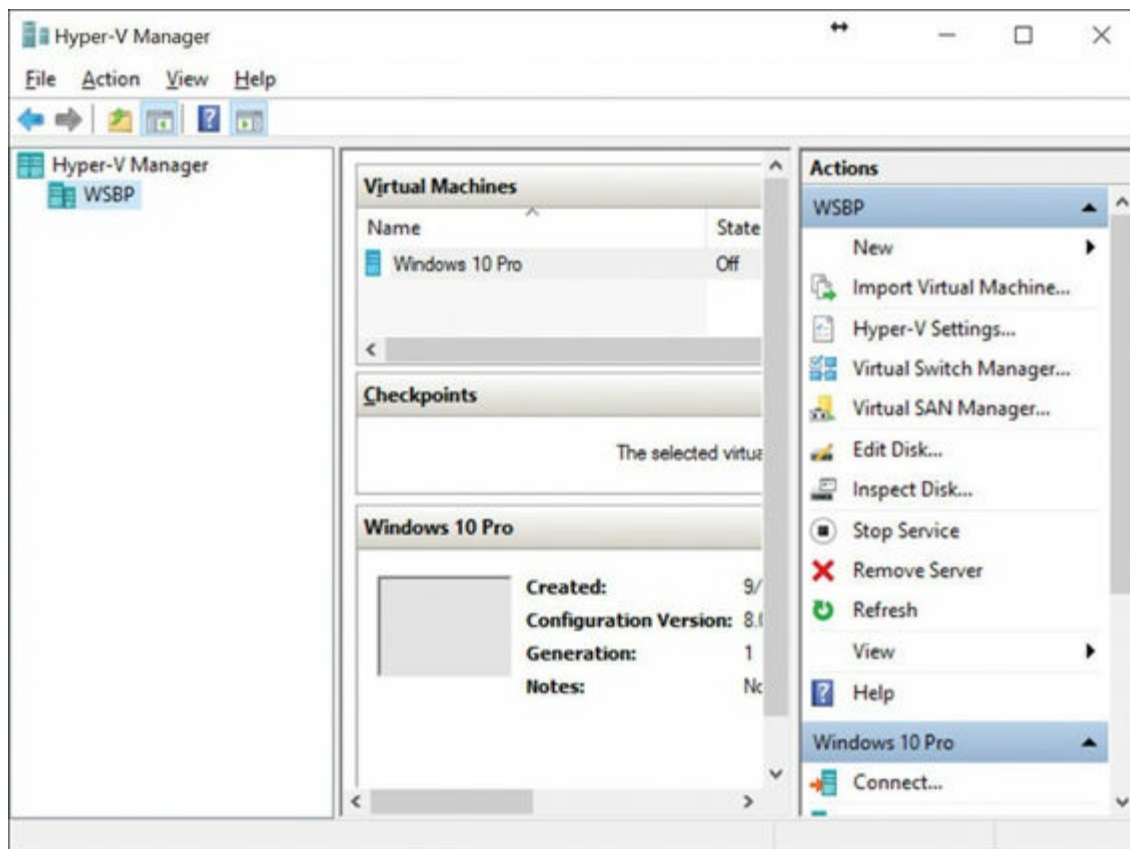 Hyper-V Manager
File Action View Help
Hyper-V Manager
WSBP
Virtual Machines
Name State
Windows 10 Pro Off
Checkpoints
The selected
Windows 10 Pro
Created: 9/
Configuration Version:
Generation: 1
Notes:
Actions
WSBP
New
Import Virtual Machine...
Hyper-V Settings...
Virtual Switch Manager...
Virtual SAN Manager...
Edit Disk...
Inspect Disk...
Stop Service
Remove Server
Refresh
View
Help
Windows 10 Pro
Connect...